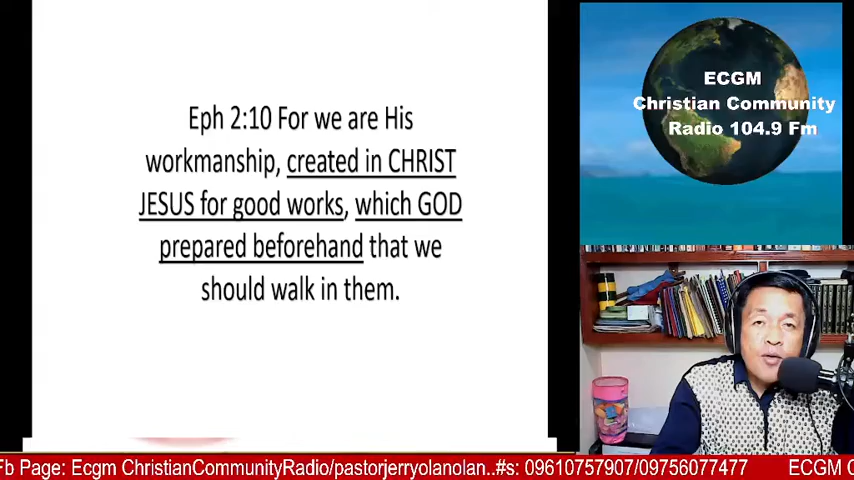 Eph 2:10 For we are His
workmanship, created in CHRIST
JESUS for good works, which GOD
prepared beforehand that we
should walk in them.
ECGM
Christian Community
Radio 104.9 Fm
Fb Page: Ecgm ChristianCommunityRadio/pastorjerryolanolan..#s: 09610757907/09756077477
ECGM C